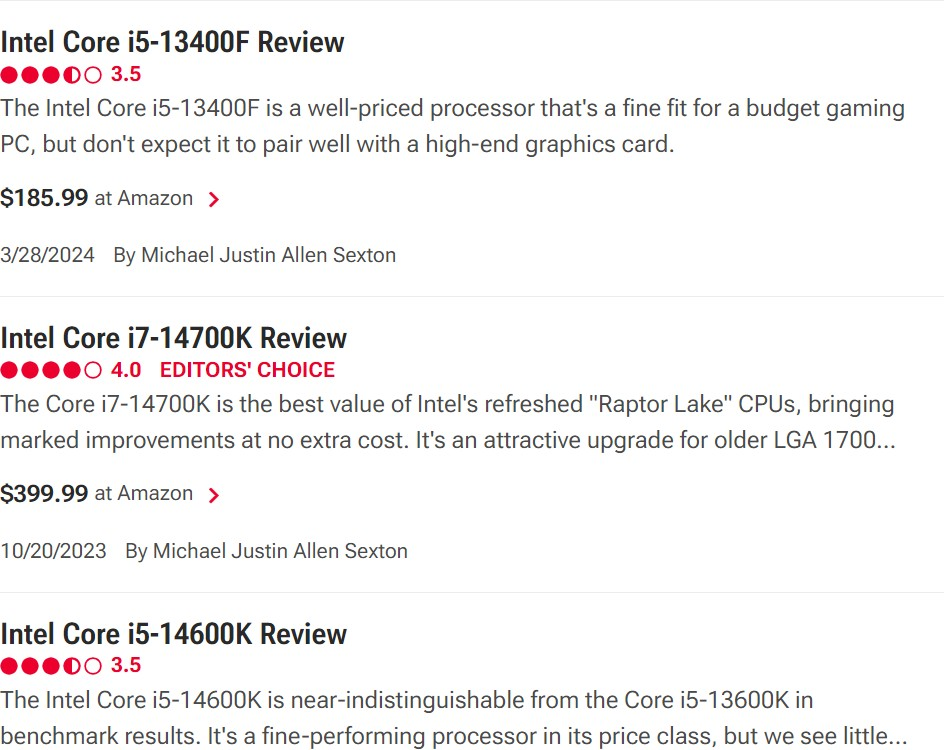 Intel Core i5-13400F Review
3.5
The Intel Core i5-13400F is a well-priced processor that's a fine fit for a budget gaming
PC, but don't expect it to pair well with a high-end graphics card.
$185.99 at Amazon
3/28/2024 By Michael Justin Allen Sexton
Intel Core i7-14700K Review
4.0 EDITORS' CHOICE
The Core i7-14700K is the best value of Intel's refreshed "Raptor Lake" CPUs, bringing
marked improvements at no extra cost. It's an attractive upgrade for older LGA 1700...
$399.99 at Amazon
10/20/2023 By Michael Justin Allen Sexton
Intel Core i5-14600K Review
3.5
The Intel Core i5-14600K is near-indistinguishable from the Core i5-13600K in
benchmark results. It's a fine-performing processor in its price class, but we see little...